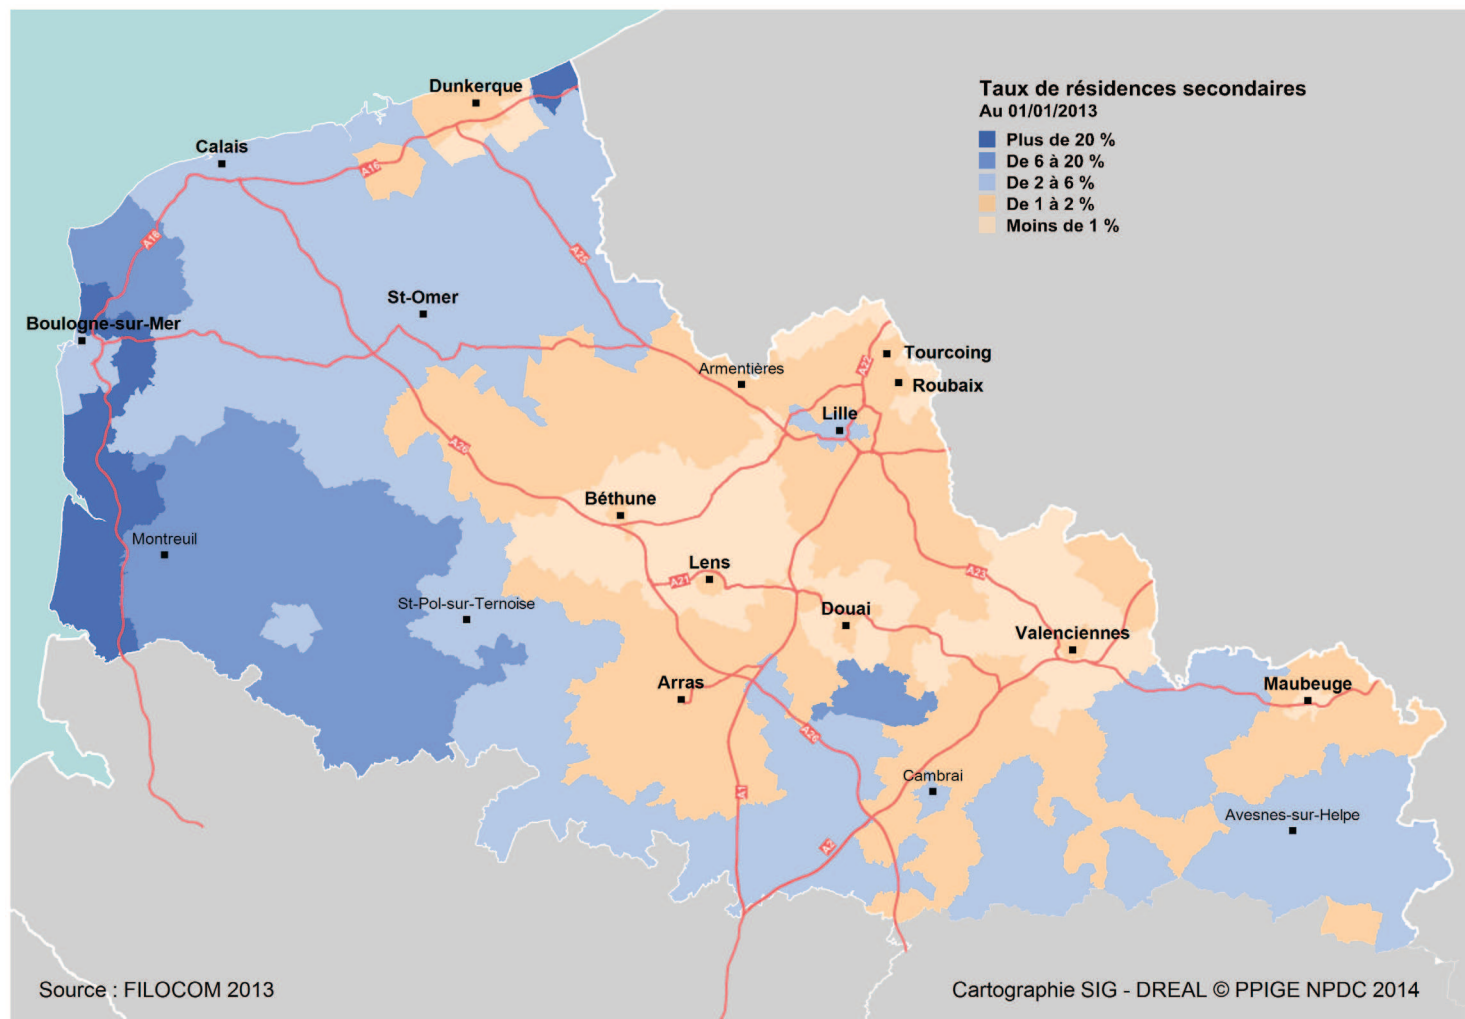 Taux de résidences secondaires
Au 01/01/2013
Plus de 20 %
De 6 à 20 %
De 2 à 6 %
De 1 à 2 %
Moins de 1 %
Dunkerque
Calais
A16
A16
A25
St-Omer
Boulogne-sur-Mer
Armentières
A22
Tourcoing
Roubaix
Lille
A26
Béthune
Montreuil
Lens
A21
A23
St-Pol-sur-Ternoise
Douai
Valenciennes
Arras
Maubeuge
A26
Cambrai
A1
A2
Avesnes-sur-Helpe
Source : FILOCOM 2013
Cartographie SIG - DREAL © PPIGE NPDC 2014